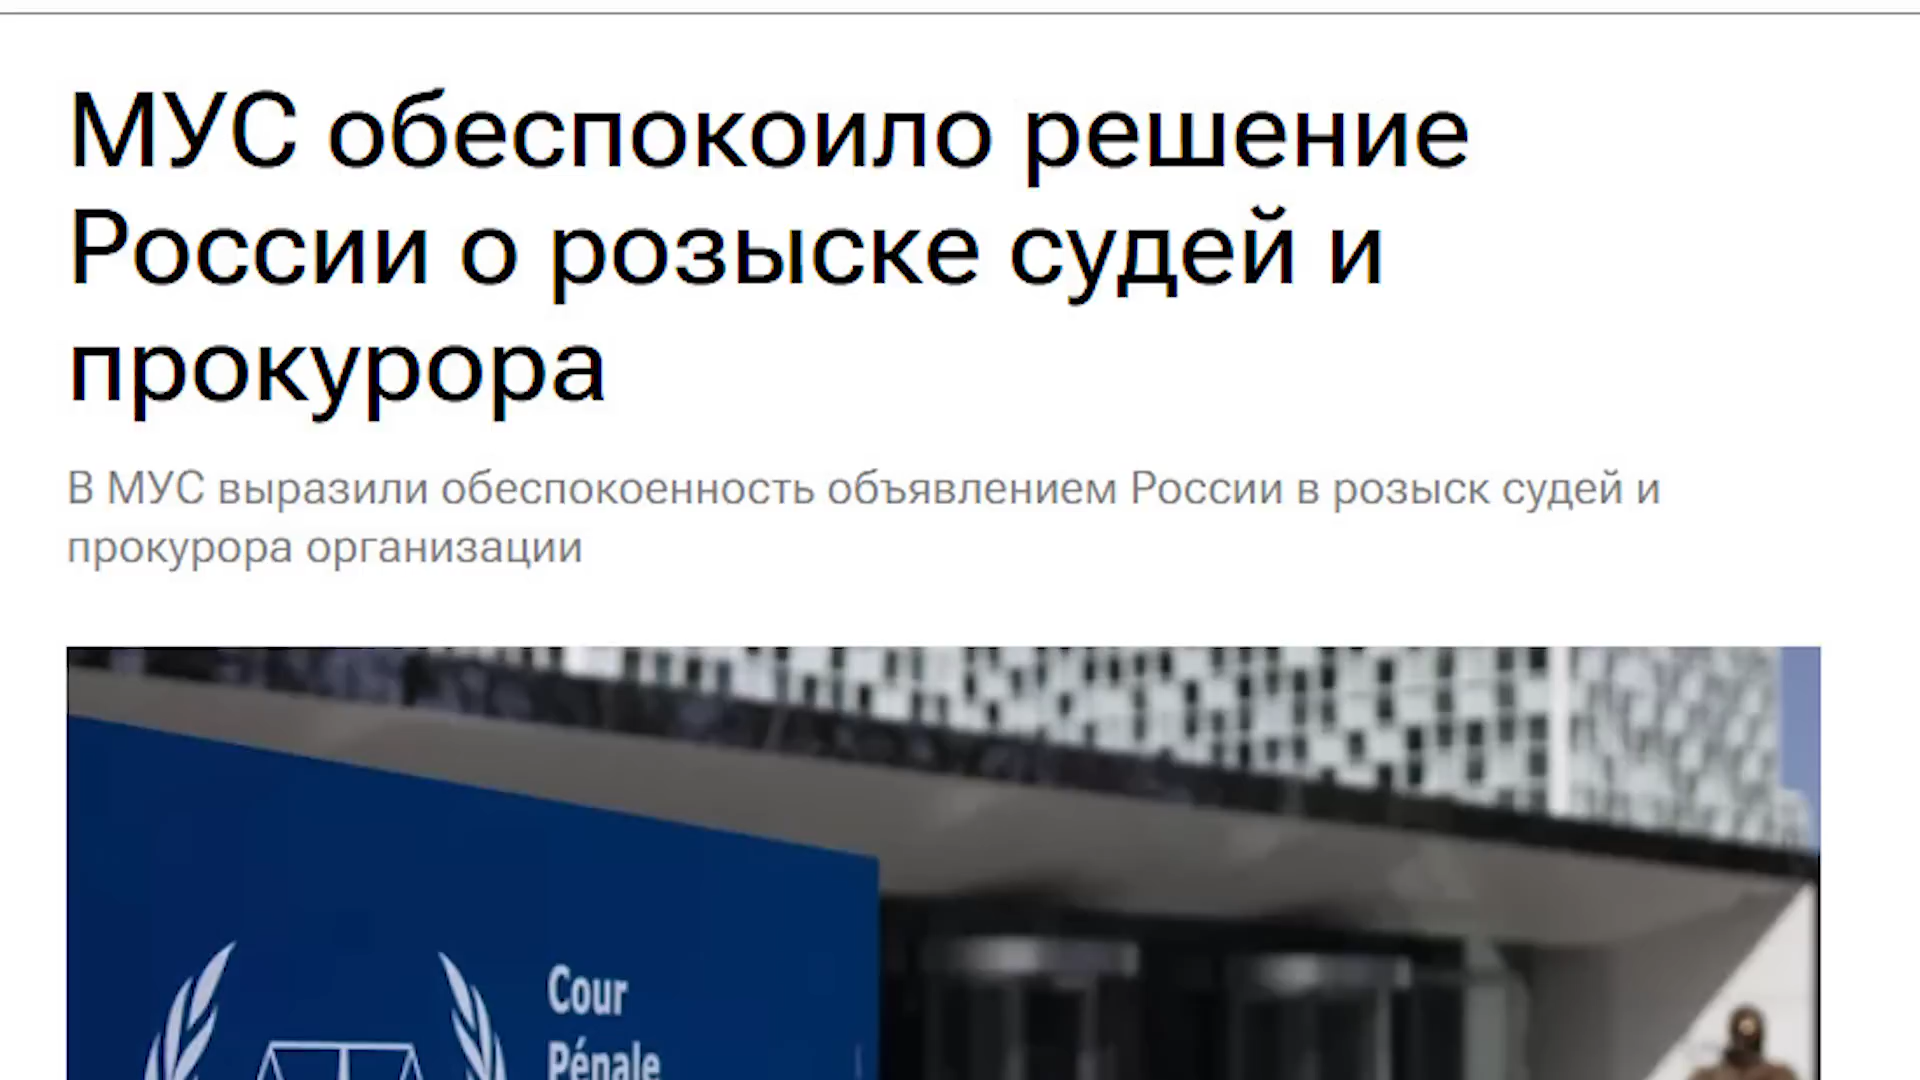 МУС обеспокоило решение
России о розыске судей и
прокурора
В МУС выразили обеспокоенность объявлением России в розыск судей и
прокурора организации
Cour
Pénale